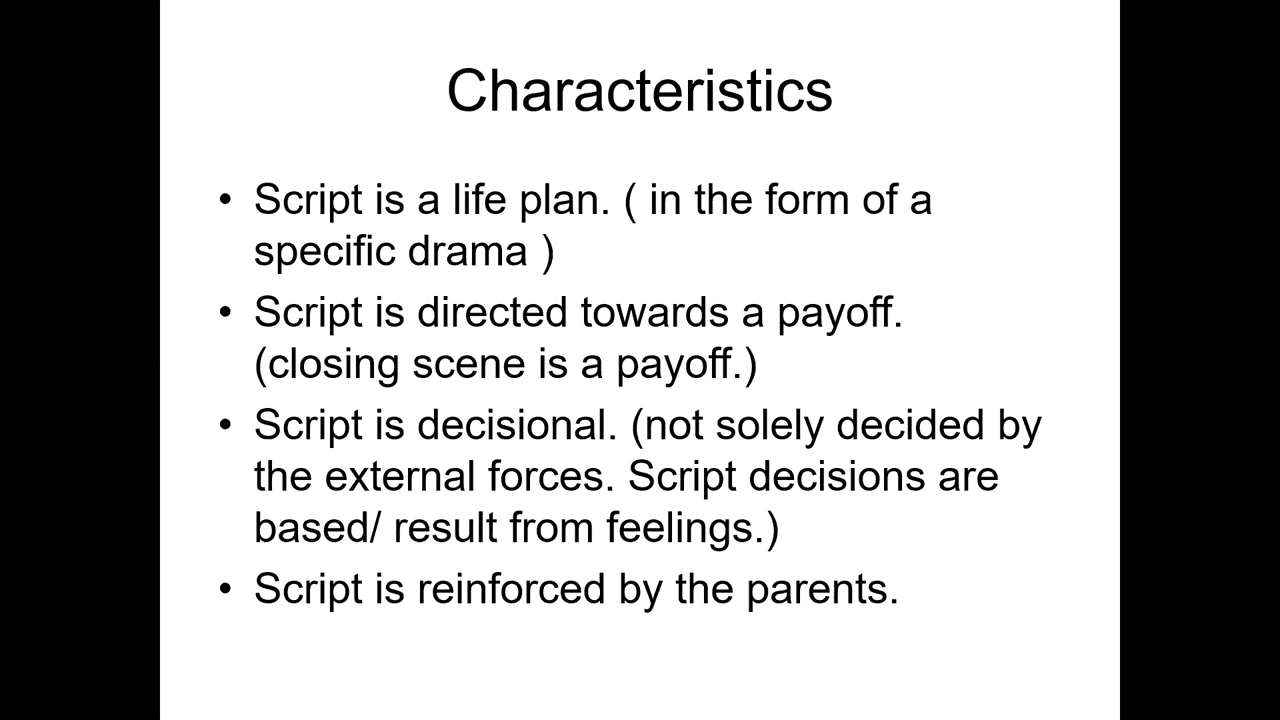 Characteristics
• Script is a life plan. ( in the form of a
specific drama )
• Script is directed towards a payoff.
(closing scene is a payoff.)
• Script is decisional. (not solely decided by
the external forces. Script decisions are
based/ result from feelings.)
• Script is reinforced by the parents.